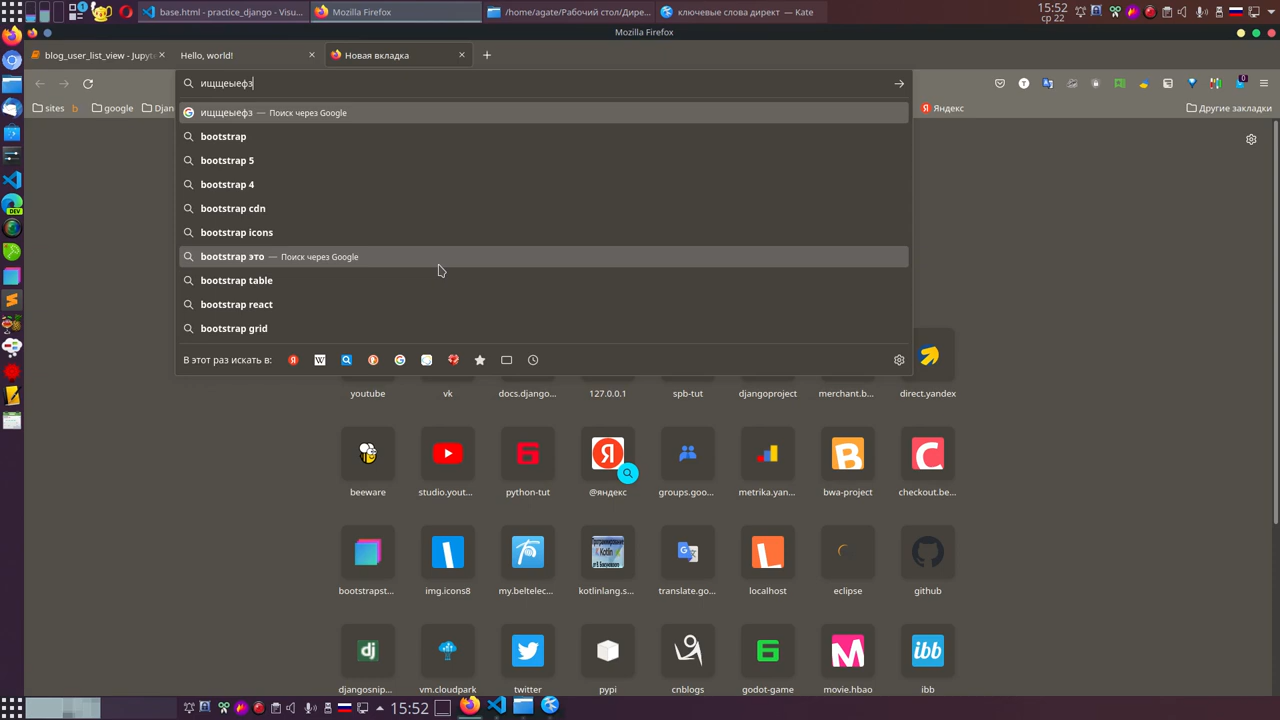 base.html - practice_django - Visu...
Mozilla Firefox
/home/agate/Рабочий стол/Дире...
ключевые слова директ — Kate
15:52
ср 22
Mozilla Firefox
blog_user_list_view - Jupyt
Hello, world!
Новая вкладка
ищщеыефз
sites
google
Djan
Яндекс
Другие закладки
ищщеыефз — Поиск через Google
bootstrap
bootstrap 5
bootstrap 4
bootstrap cdn
bootstrap icons
bootstrap это — Поиск через Google
bootstrap table
bootstrap react
bootstrap grid
В этот раз искать в:
youtube
vk
docs.django...
127.0.0.1
spb-tut
djangoproject
merchant.b...
direct.yandex
beeware
studio.yout...
python-tut
@яндекс
groups.goo...
metrika.yan...
bwa-project
checkout.be...
bootstrapst...
img.icons8
my.beltelec...
kotlinlang.s...
translate.go...
localhost
eclipse
github
djangosnip...
vm.cloudpark
twitter
pypi
cnblogs
godot-game
movie.hbao
ibb
15:52